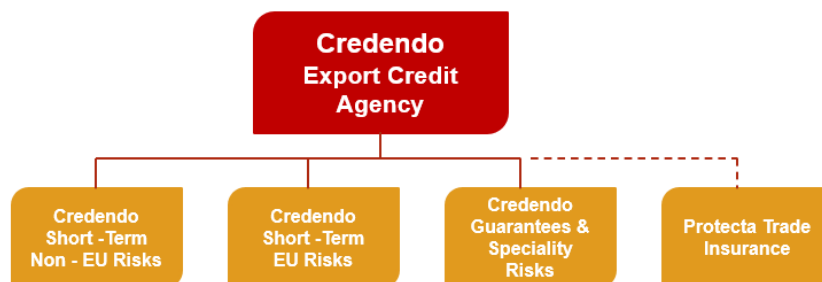 Credendo
Export Credit
Agency
Credendo
Short -Term
Non - EU Risks
Credendo
Short -Term
EU Risks
Credendo
Guarantees &
Speciality
Risks
Protecta Trade
Insurance